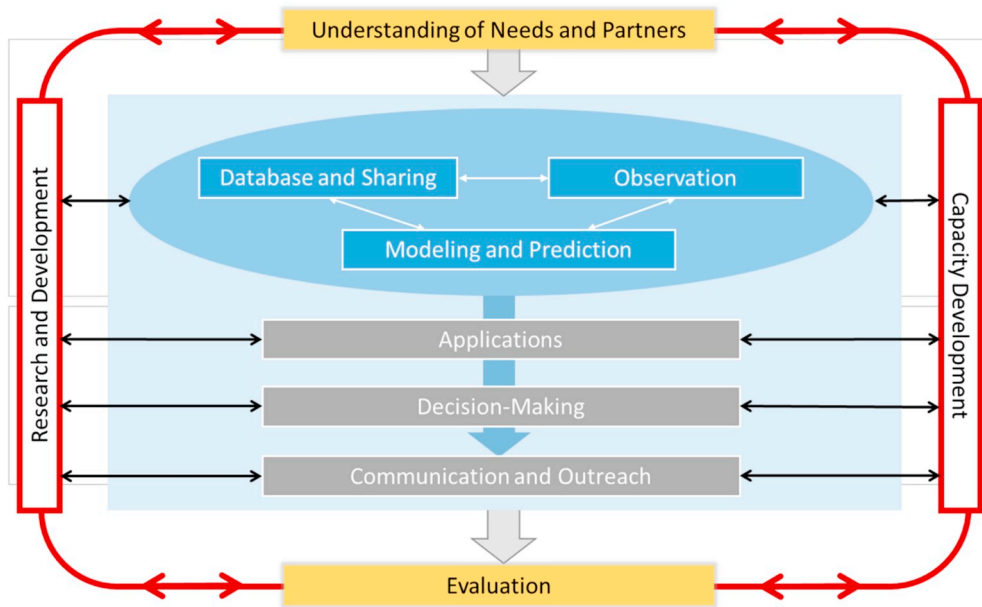 Understanding of Needs and Partners
Research and Development
Capacity Development
Database and Sharing
Observation
Modeling and Prediction
Applications
Decision-Making
Communication and Outreach
Evaluation